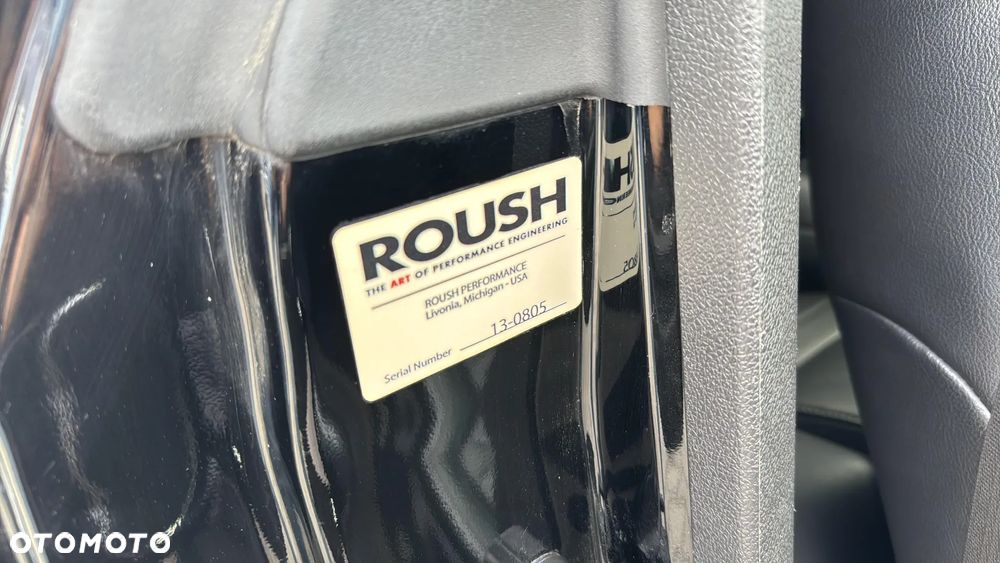 ROUSH
THE ART OF PERFORMANCE ENGINEERING
ROUSH PERFORMANCE
Livonia, Michigan - USA
Serial Number 13-0805
OTOMOTO